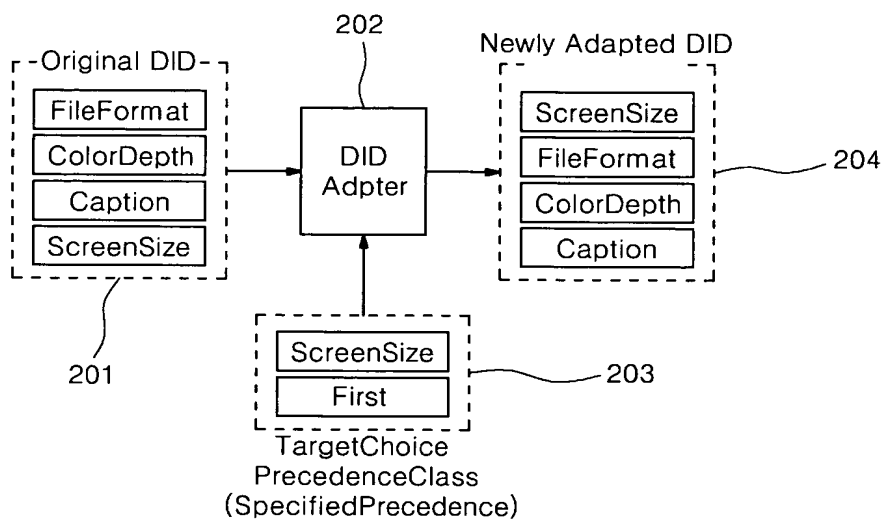 202
Original DID
FileFormat
ColorDepth
Caption
ScreenSize
201
DID
Adpter
Newly Adapted DID
ScreenSize
FileFormat
ColorDepth
Caption
204
ScreenSize
First
203
TargetChoice
PrecedenceClass
(SpecifiedPrecedence)